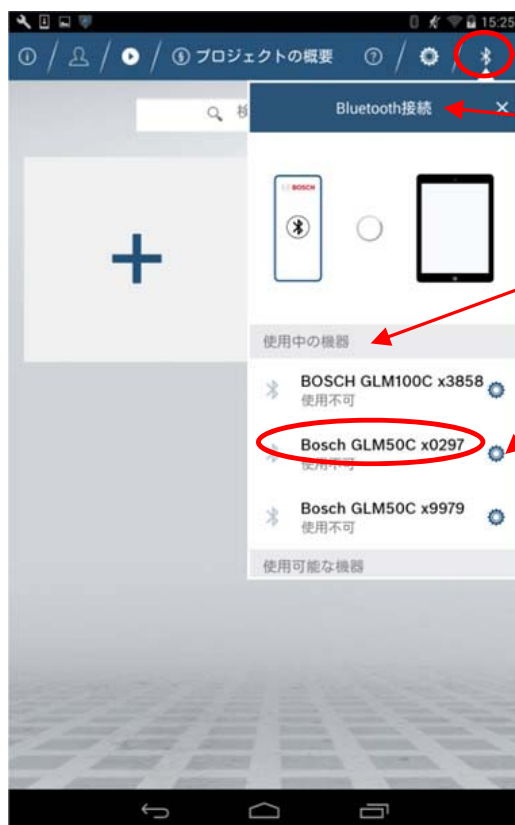 15:25
プロジェクトの概要
検
Bluetooth接続
BOSCH
使用中の機器
BOSCH GLM100C x3858
使用不可
Bosch GLM50C x0297
使用不可
Bosch GLM50C x9979
使用不可
使用可能な機器